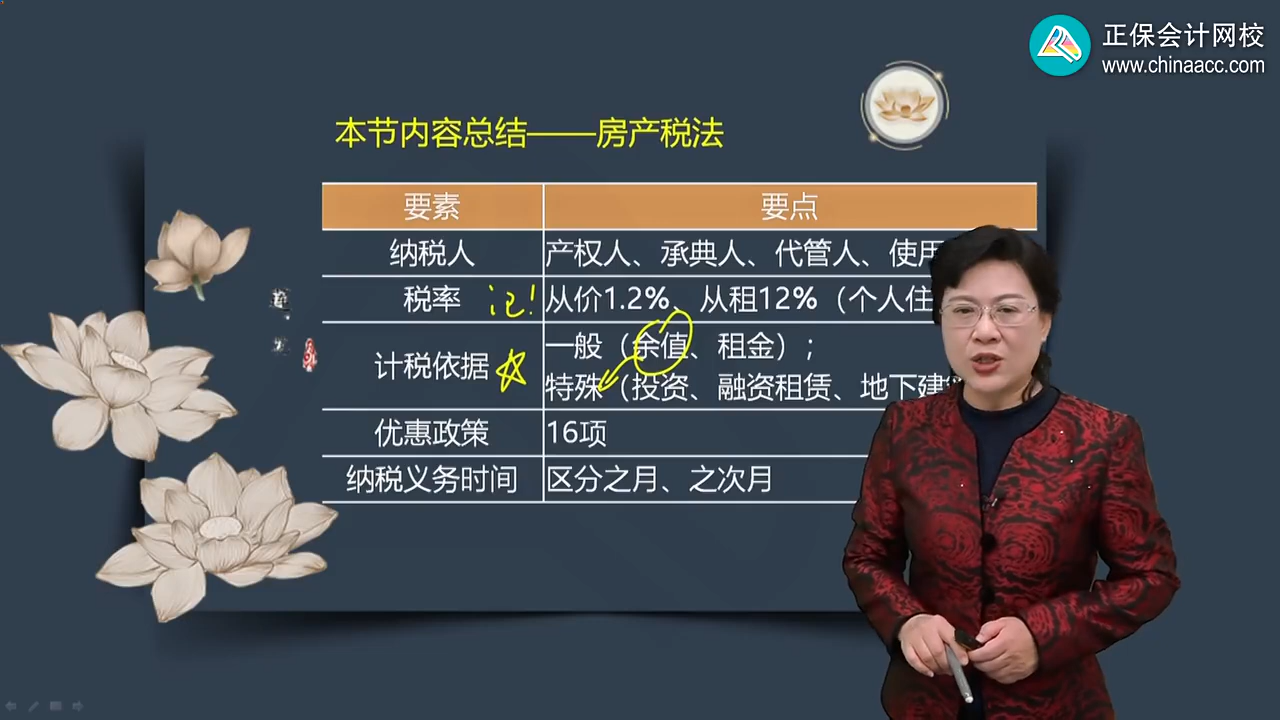 正保会计网校
www.chinaacc.com
本节内容总结——房产税法
要素 要点
纳税人 产权人、承典人、代管人、使用
税率 记! 从价1.2%、从租12%（个人住
计税依据 一般（余值、租金）；
特殊（投资、融资租赁、地下建
优惠政策 16项
纳税义务时间 区分之月、之次月